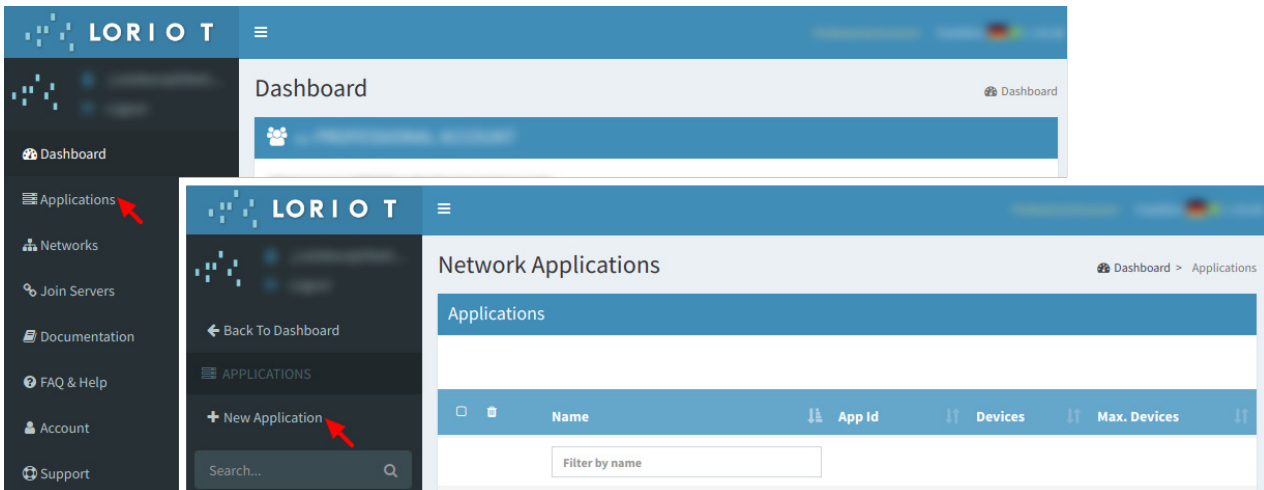 LORIOT
Dashboard
Dashboard
Dashboard
Applications
Networks
Join Servers
Documentation
FAQ & Help
Account
Support
LORIOT
Network Applications
Dashboard > Applications
Applications
Back To Dashboard
APPLICATIONS
New Application
Search...
Name
App Id
Devices
Max. Devices
Filter by name